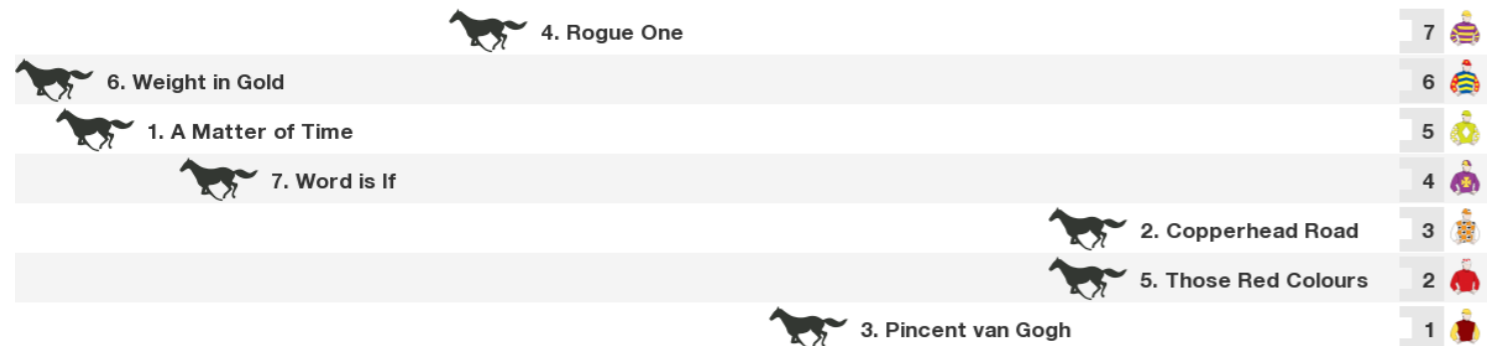 4. Rogue One 7
6. Weight in Gold 6
1. A Matter of Time 5
7. Word is If 4
2. Copperhead Road 3
5. Those Red Colours 2
3. Pincent van Gogh 1